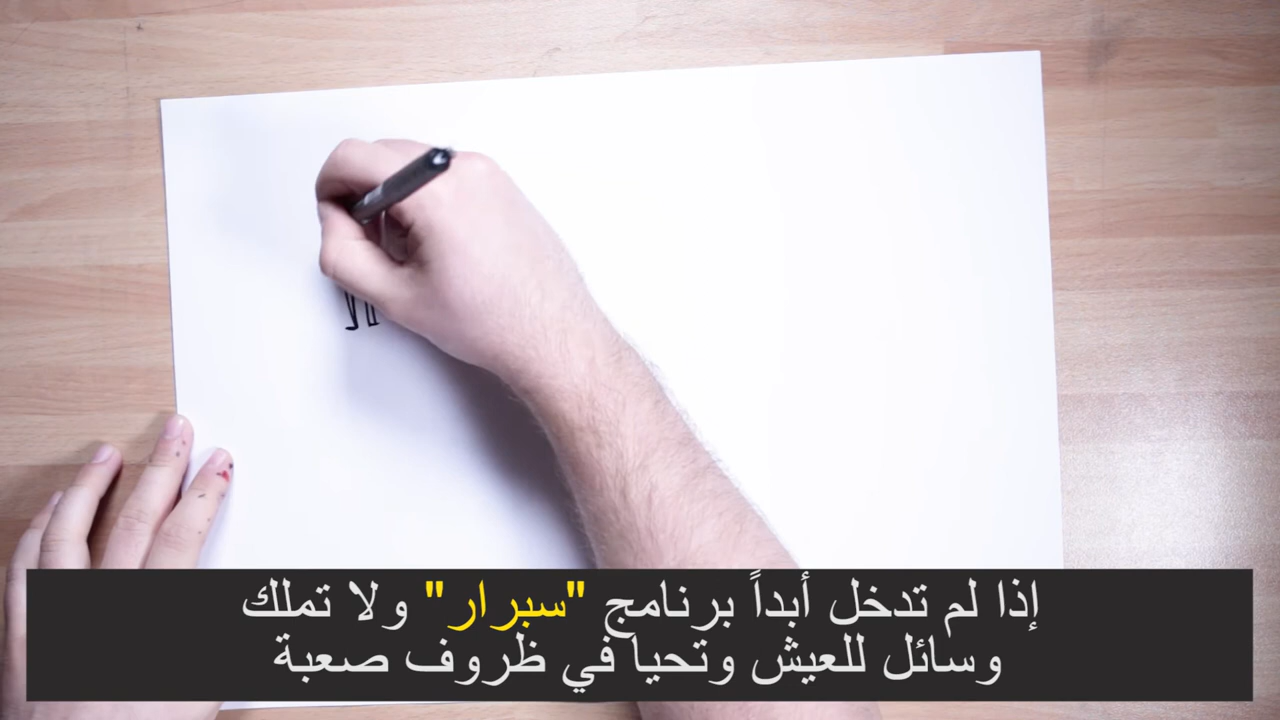 إذا لم تدخل أبداً برنامج "سبرار" ولا تملك
وسائل للعيش وتحيا في ظروف صعبة